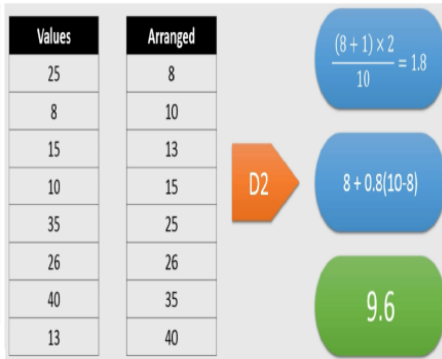 Values Arranged
25 8
8 10
15 13
10 15
35 25
26 26
40 35
13 40
D2
(8 + 1) × 2
10
= 1.8
8 + 0.8(10-8)
9.6